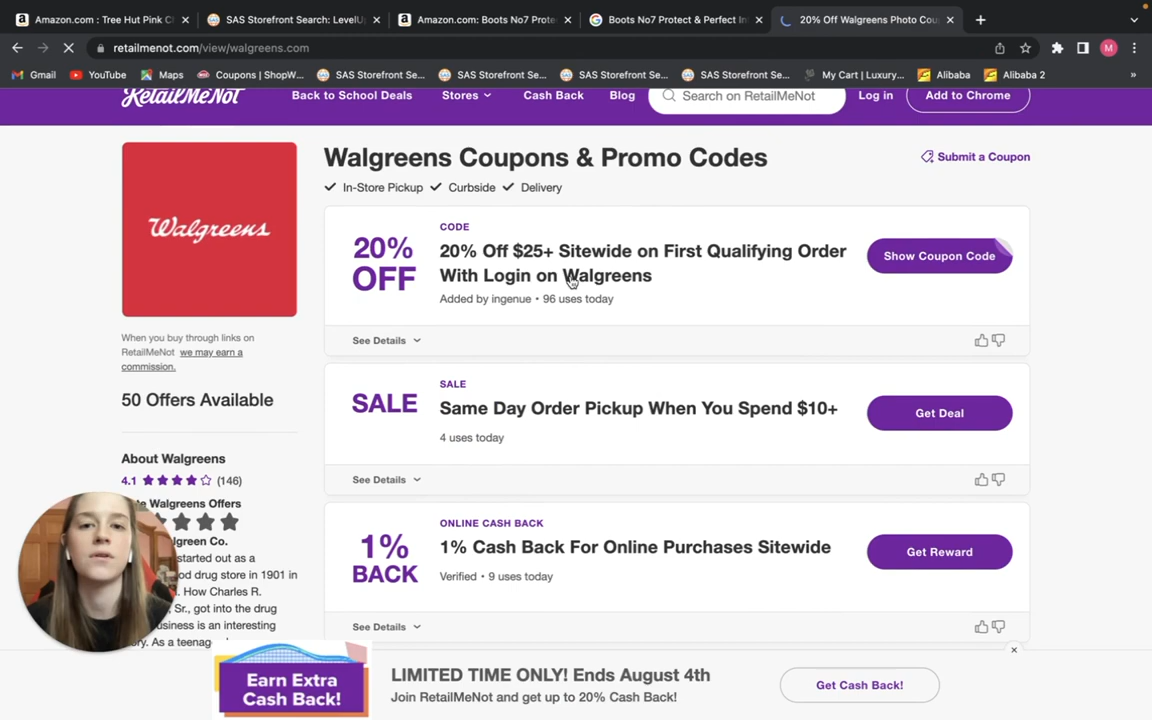 Amazon.com : Tree Hut Pink C
SAS Storefront Search: LevelU
Amazon.com: Boots No7 Prote
Boots No7 Protect & Perfect In
20% Off Walgreens Photo Cou
retailmenot.com/view/walgreens.com
M
Gmail
YouTube
Maps
Coupons | ShopW...
SAS Storefront Se...
SAS Storefront Se...
SAS Storefront Se...
SAS Storefront Se...
My Cart | Luxury...
Alibaba
Alibaba 2
»
RetailMeNot
Back to School Deals
Stores
Cash Back
Blog
Search on RetailMeNot
Log in
Add to Chrome
Walgreens
Walgreens Coupons & Promo Codes
Submit a Coupon
In-Store Pickup
Curbside
Delivery
20%
OFF
CODE
20% Off $25+ Sitewide on First Qualifying Order
With Login on Walgreens
Added by ingenue • 96 uses today
Show Coupon Code
See Details
SALE
SALE
Same Day Order Pickup When You Spend $10+
4 uses today
Get Deal
See Details
1%
BACK
ONLINE CASH BACK
1% Cash Back For Online Purchases Sitewide
Verified • 9 uses today
Get Reward
See Details
When you buy through links on
RetailMeNot we may earn a
commission.
50 Offers Available
About Walgreens
4.1
(146)
Walgreens Offers
lgreen Co.
started out as a
od drug store in 1901 in
. How Charles R.
, Sr., got into the drug
usiness is an interesting
ry. As a teenag
Earn Extra
Cash Back!
LIMITED TIME ONLY! Ends August 4th
Join RetailMeNot and get up to 20% Cash Back!
Get Cash Back!